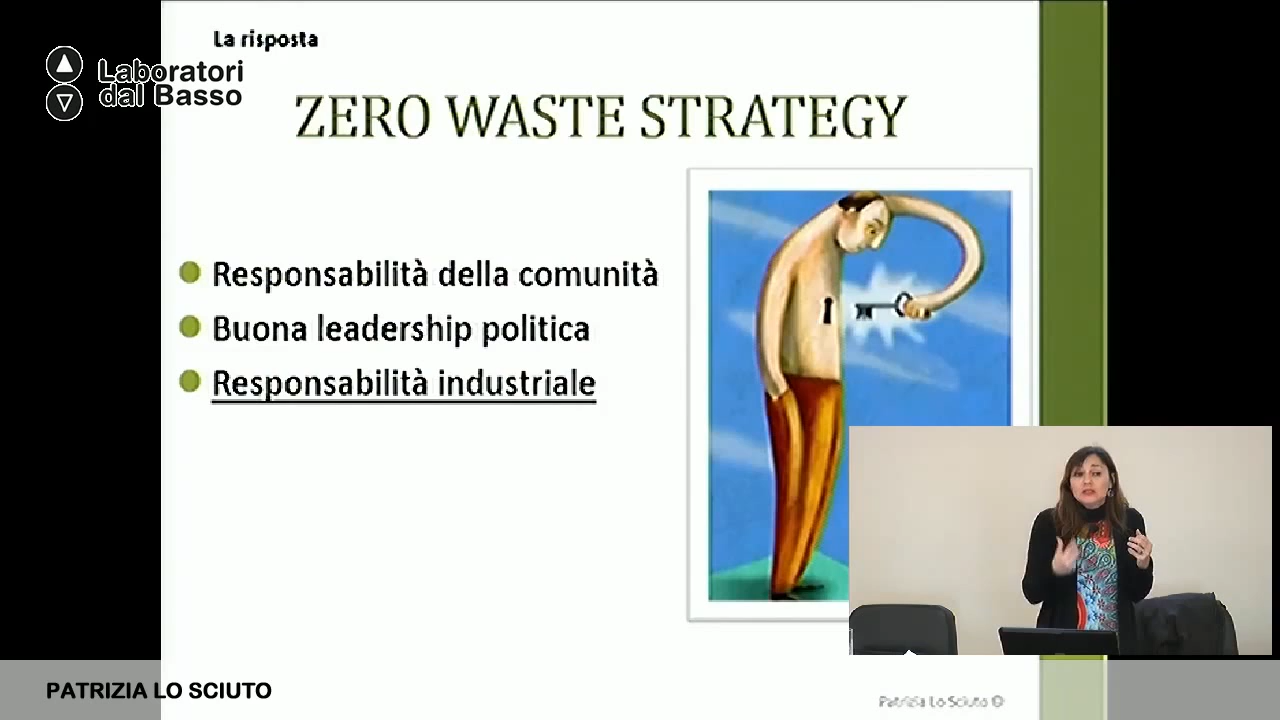 La risposta
Laboratori
dal Basso
ZERO WASTE STRATEGY
Responsabilità della comunità
Buona leadership politica
Responsabilità industriale
PATRIZIA LO SCIUTO
Patrizia Lo Sciuto ©